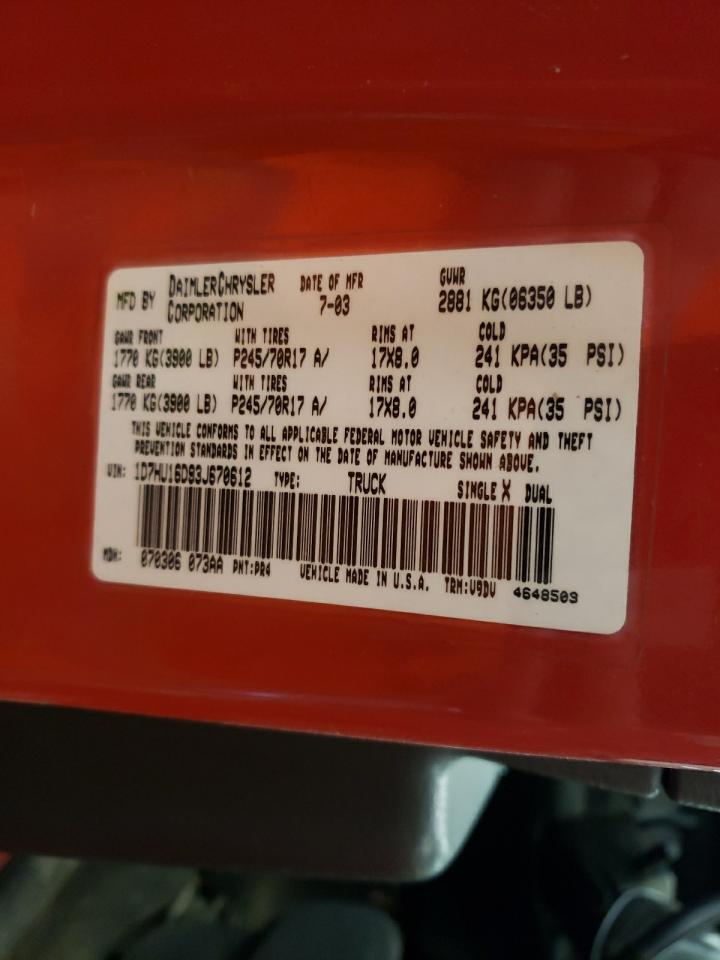 MFD BY DAIMLERCHRYSLER CORPORATION DATE OF MFR 7-03 GVWR 2881 KG(06350 LB)
GAWR FRONT WITH TIRES RIMS AT COLD
1770 KG(3900 LB) P245/70R17 A/ 17X8.0 241 KPA(35 PSI)
GAWR REAR WITH TIRES RIMS AT COLD
1770 KG(3900 LB) P245/70R17 A/ 17X8.0 241 KPA(35 PSI)
THIS VEHICLE CONFORMS TO ALL APPLICABLE FEDERAL MOTOR VEHICLE SAFETY AND THEFT
PREVENTION STANDARDS IN EFFECT ON THE DATE OF MANUFACTURE SHOWN ABOVE.
VIN: 1D7HU16D93J670612 TYPE: TRUCK SINGLE X DUAL
MDH: 070306 073AA PNT:PR4 VEHICLE MADE IN U.S.A. TRM:V9DV 4648509